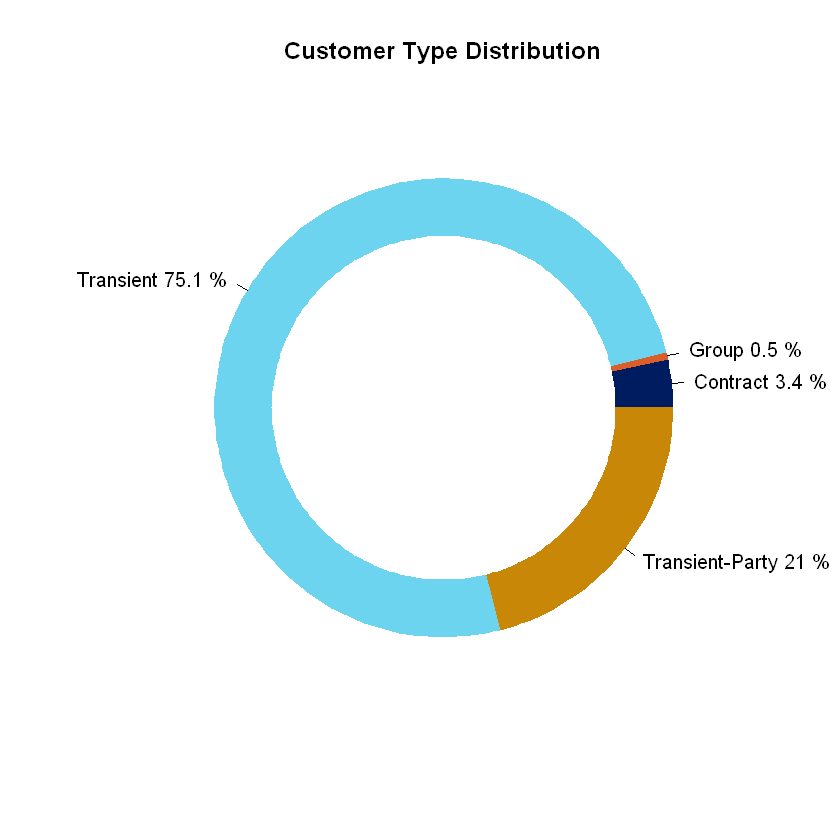 Customer Type Distribution
Transient 75.1 %
Group 0.5 %
Contract 3.4 %
Transient-Party 21 %